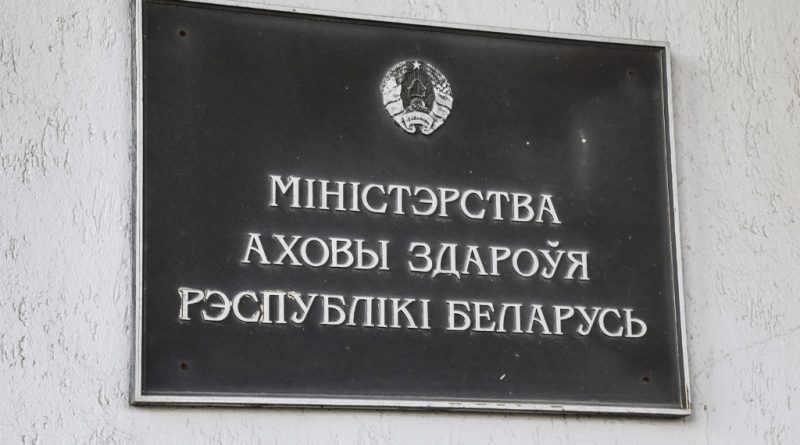 МІНІСТЭРСТВА
АХОВЫ ЗДАРОЎЯ
РЭСПУБЛІКІ БЕЛАРУСЬ